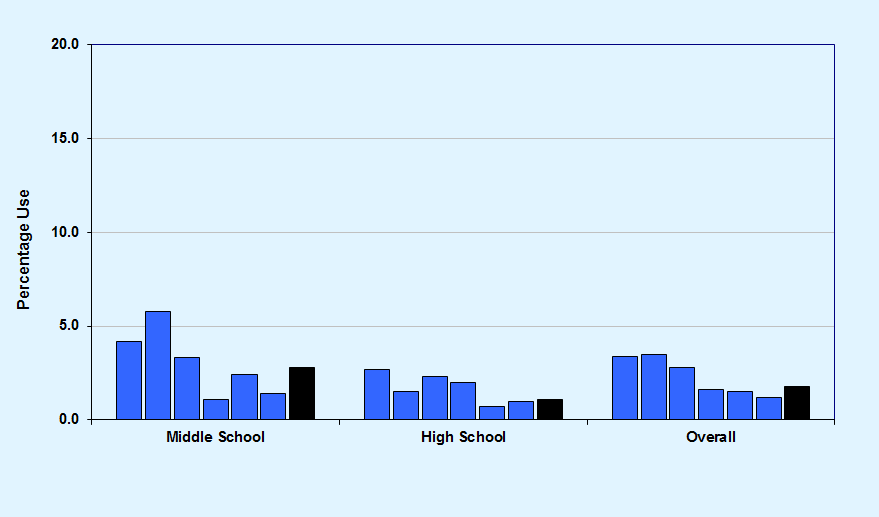 20.0
15.0
10.0
5.0
0.0
Percentage Use
Middle School
High School
Overall